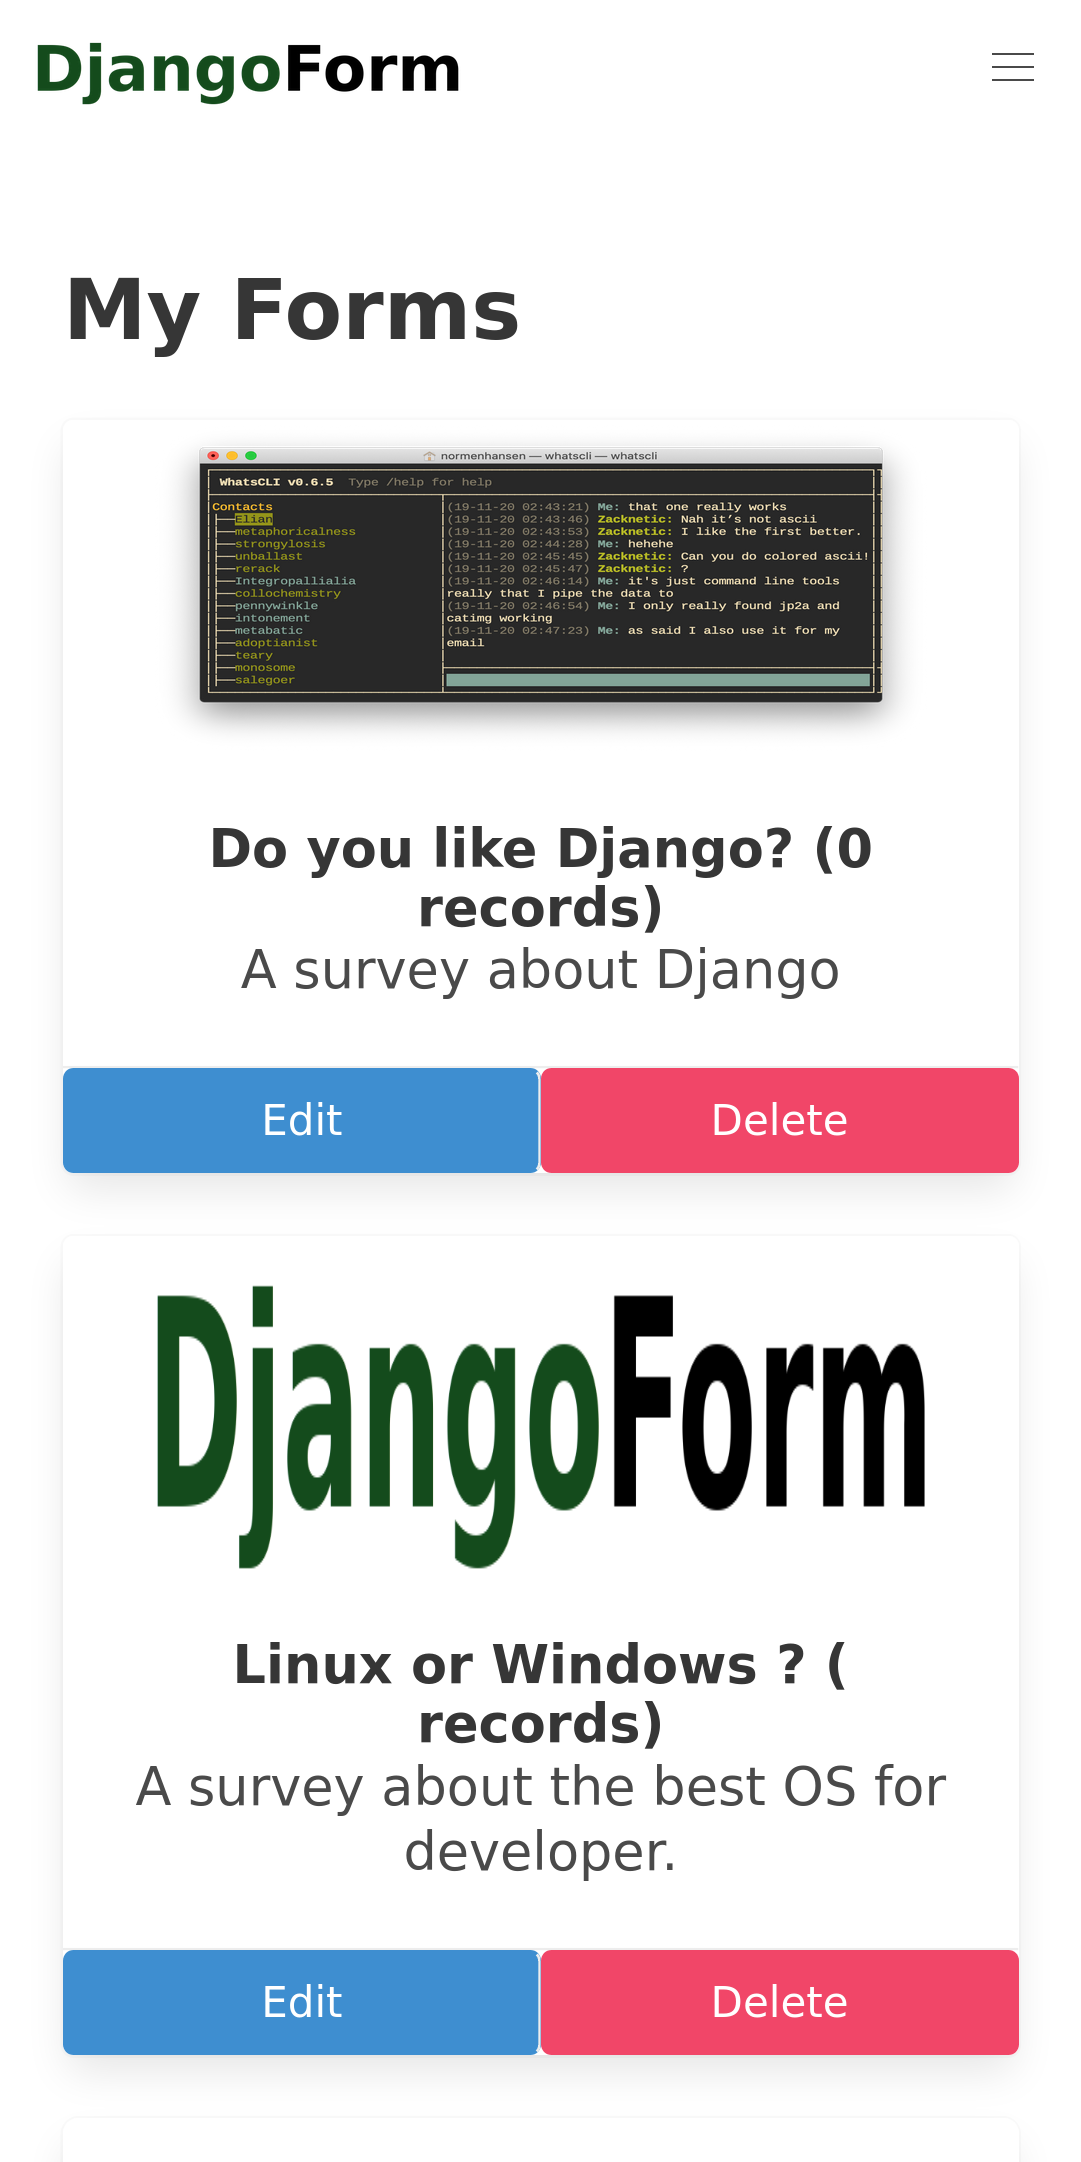 DjangoForm
My Forms
normenhansen — whatscli — whatscli
WhatsCLI v0.6.5 Type /help for help
Contacts
Elian
metaphoricalness
strongylosis
unballast
rerack
Integropallialia
collochemistry
pennywinkle
intonement
metabatic
adoptianist
teary
monosome
salegoer
(19-11-20 02:43:21) Me: that one really works
(19-11-20 02:43:46) Zacknetic: Nah it's not ascii
(19-11-20 02:43:53) Zacknetic: I like the first better.
(19-11-20 02:44:28) Me: hehehe
(19-11-20 02:45:45) Zacknetic: Can you do colored ascii!
(19-11-20 02:45:47) Zacknetic: ?
(19-11-20 02:46:14) Me: it's just command line tools
really that I pipe the data to
(19-11-20 02:46:54) Me: I only really found jp2a and
catimg working
(19-11-20 02:47:23) Me: as said I also use it for my
email
Do you like Django? (0
records)
A survey about Django
Edit Delete
DjangoForm
Linux or Windows ? (
records)
A survey about the best OS for
developer.
Edit Delete